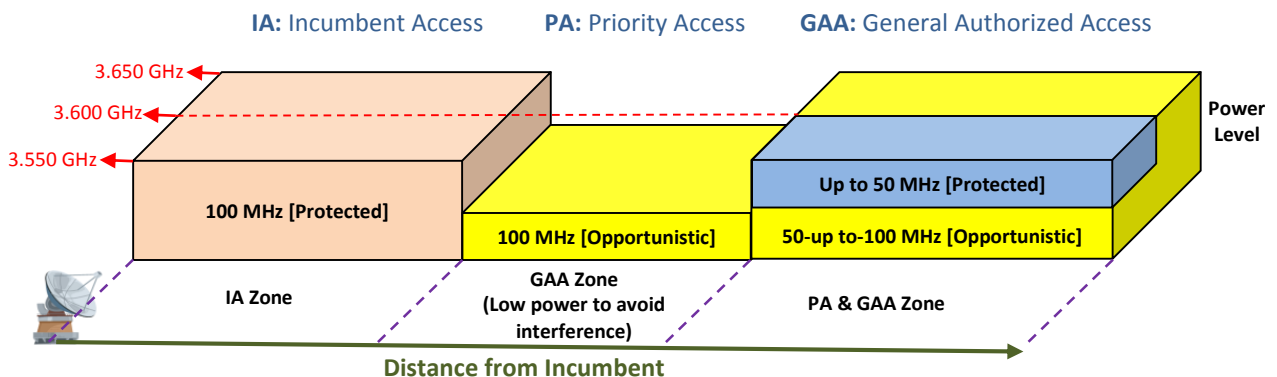 IA: Incumbent Access PA: Priority Access GAA: General Authorized Access
3.650 GHz
3.600 GHz
3.550 GHz
Power
Level
100 MHz [Protected]
100 MHz [Opportunistic]
Up to 50 MHz [Protected]
50-up to-100 MHz [Opportunistic]
IA Zone
GAA Zone
(Low power to avoid
interference)
PA & GAA Zone
Distance from Incumbent